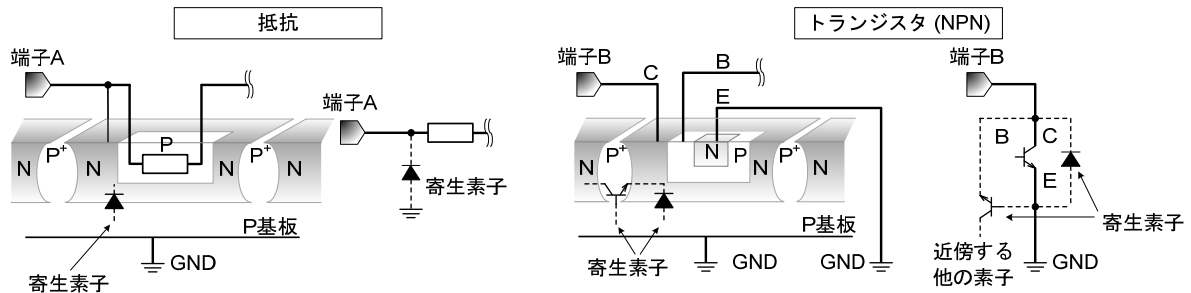 抵抗
トランジスタ (NPN)
端子A
N
P+
N
P
P+
N
P基板
寄生素子
GND
端子A
寄生素子
端子B
C
B
E
N
P+
N
N
P
P+
N
P基板
寄生素子
GND
GND
端子B
B
C
E
寄生素子
近傍する
他の素子
GND